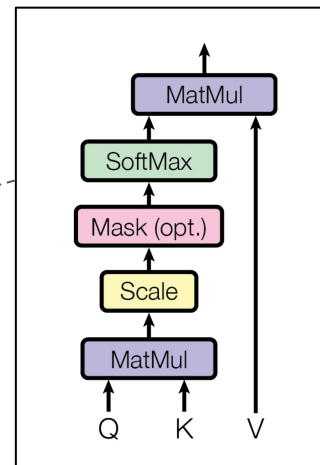 MatMul
SoftMax
Mask (opt.)
Scale
MatMul
Q K V